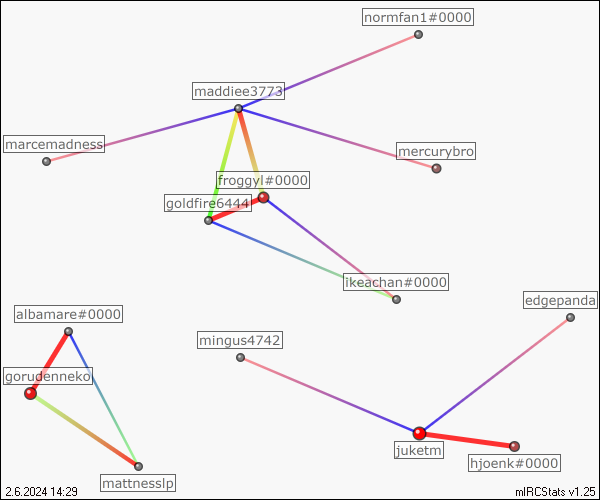 normfan1#0000
maddiee3773
marcemadness
mercurybro
froggyl#0000
goldfire6444
ikeachan#0000
edgepanda
albamare#0000
mingus4742
gorudenneko
juketm
hjoenk#0000
mattnesslp
2.6.2024 14:29
mIRCStats v1.25